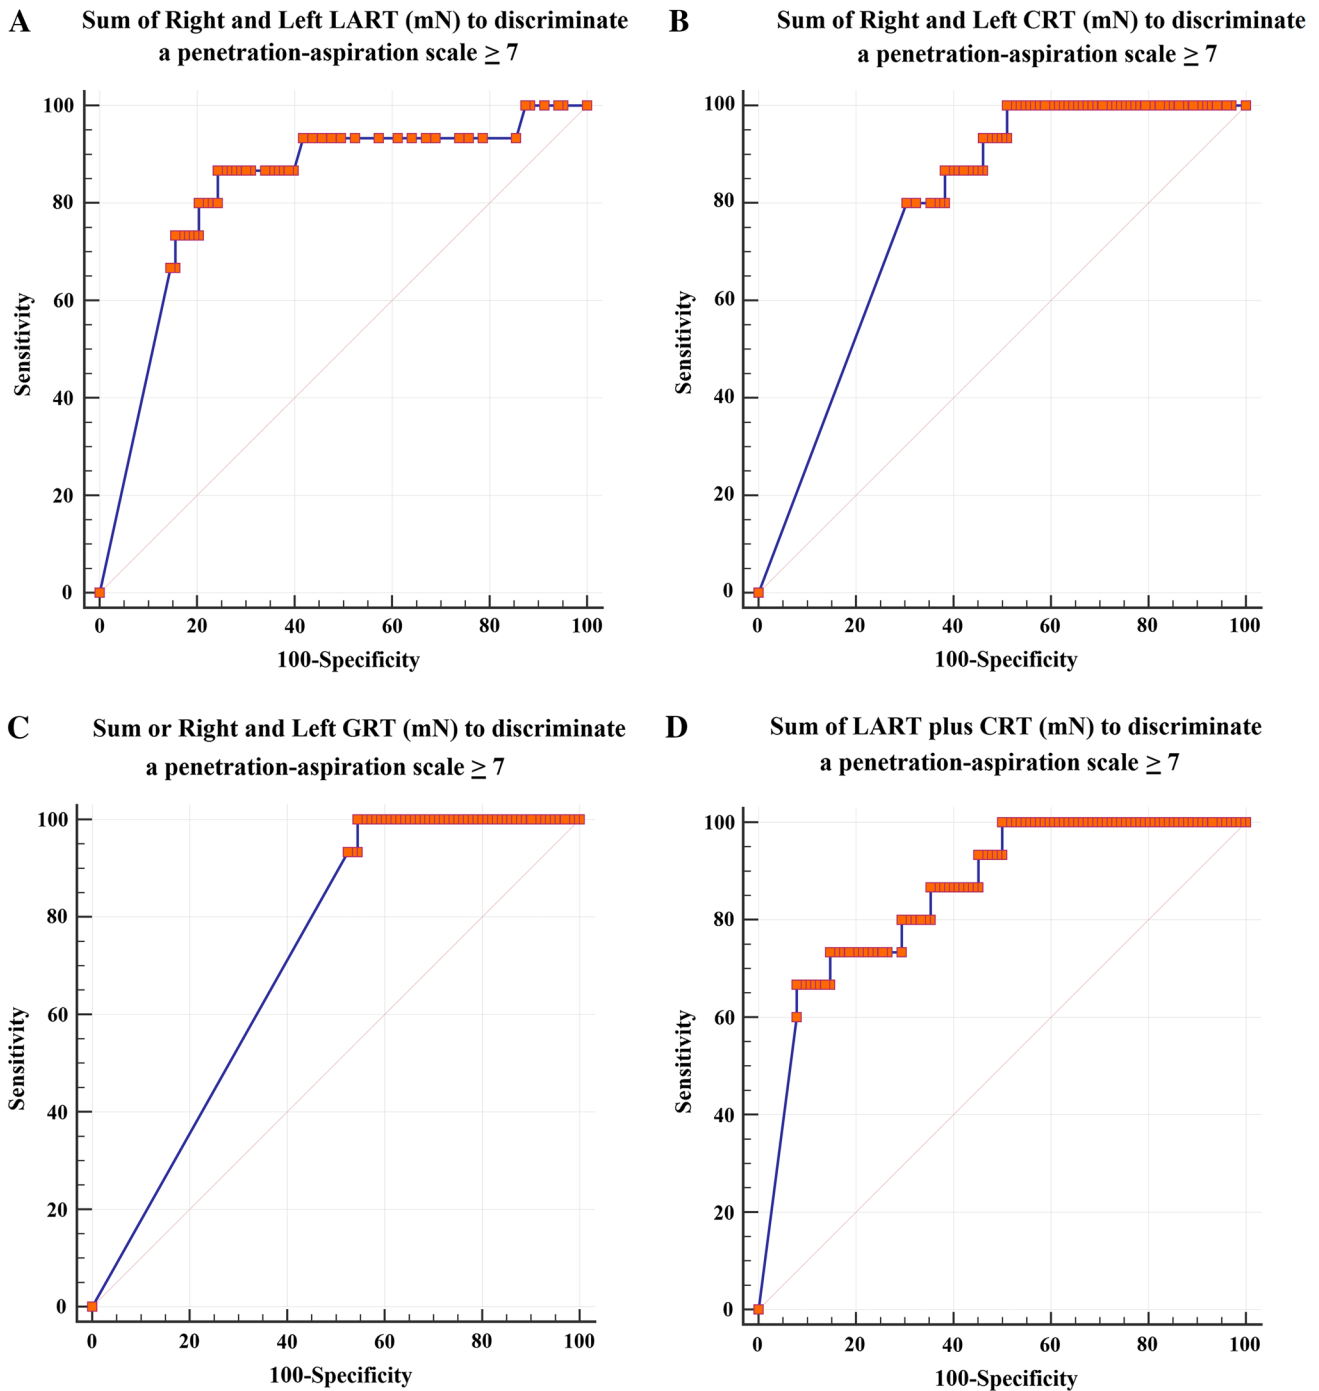 A
Sum of Right and Left LART (mN) to discriminate
a penetration-aspiration scale ≥ 7
100
80
60
40
20
0
Sensitivity
0 20 40 60 80 100
100-Specificity
B
Sum of Right and Left CRT (mN) to discriminate
a penetration-aspiration scale ≥ 7
100
80
60
40
20
0
Sensitivity
0 20 40 60 80 100
100-Specificity
C
Sum or Right and Left GRT (mN) to discriminate
a penetration-aspiration scale ≥ 7
100
80
60
40
20
0
Sensitivity
0 20 40 60 80 100
100-Specificity
D
Sum of LART plus CRT (mN) to discriminate
a penetration-aspiration scale ≥ 7
100
80
60
40
20
0
Sensitivity
0 20 40 60 80 100
100-Specificity